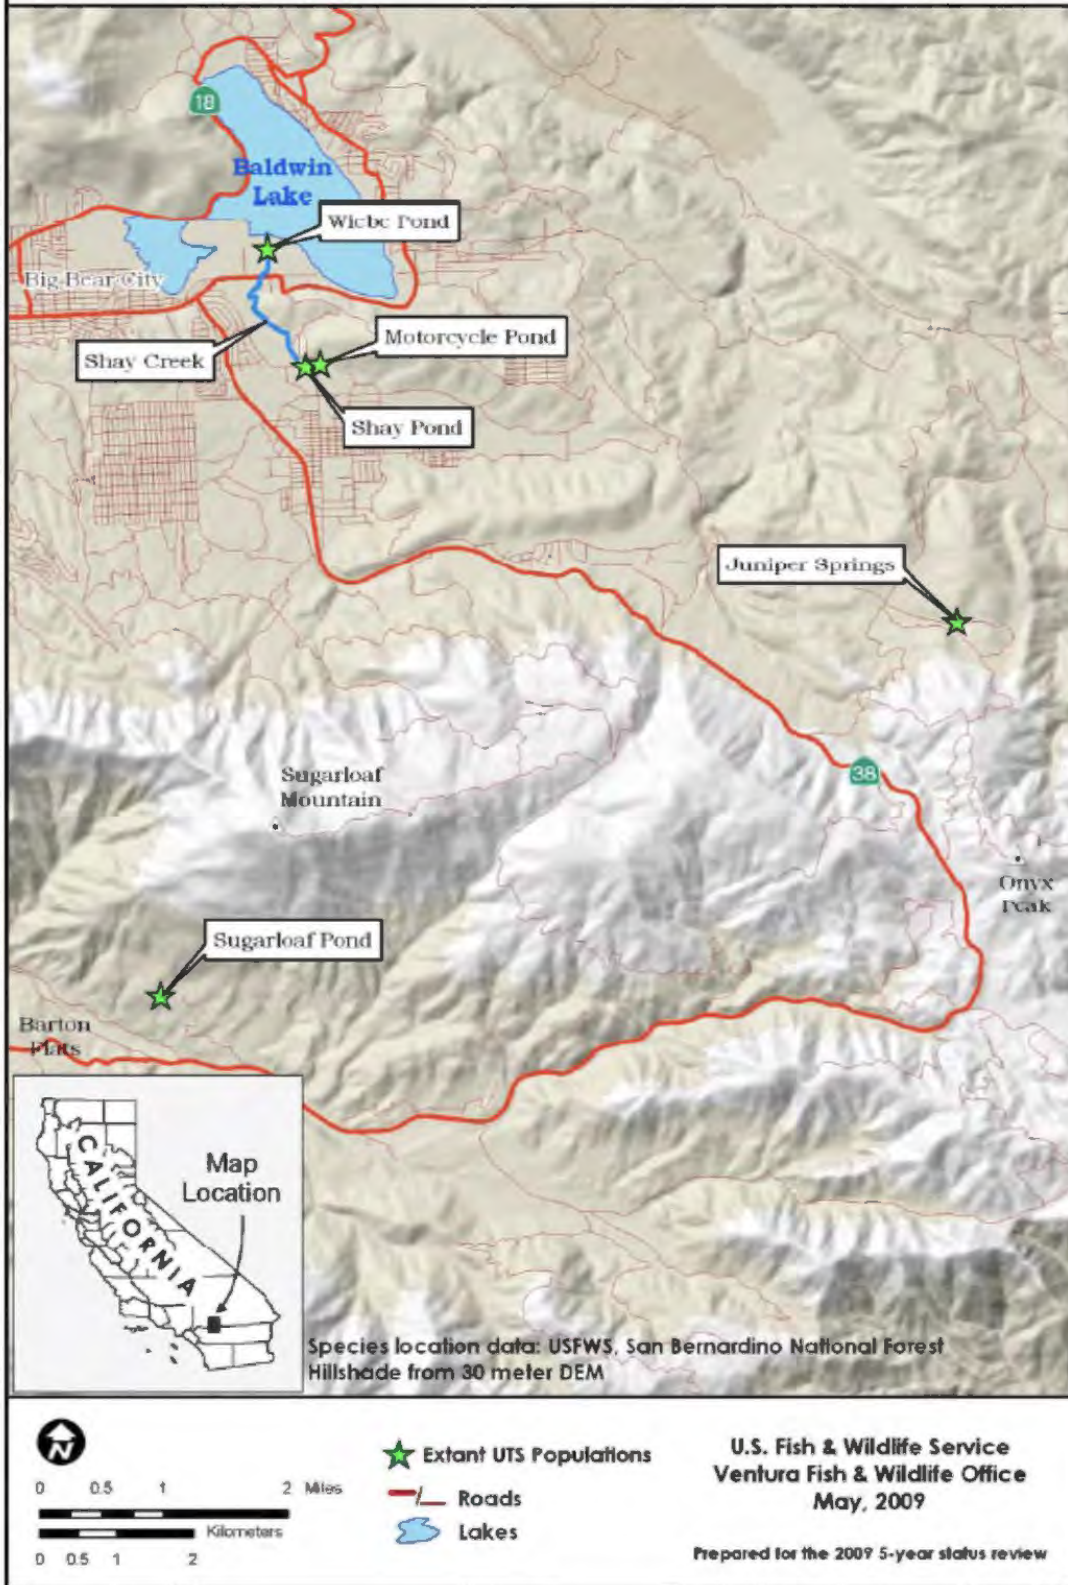 18
Baldwin
Lake
Wiebe Pond
Big Bear City
Motorcycle Pond
Shay Creek
Shay Pond
Juniper Springs
Sugarloaf
Mountain
38
Onyx
Peak
Sugarloaf Pond
Barton
Flats
CALIFORNIA
Map
Location
Species location data: USFWS, San Bernardino National Forest
Hillshade from 30 meter DEM
N
0 0.5 1 2 Miles
Kilometers
0 0.5 1 2
Extant UTS Populations
Roads
Lakes
U.S. Fish & Wildlife Service
Ventura Fish & Wildlife Office
May, 2009
Prepared for the 2009 5-year status review